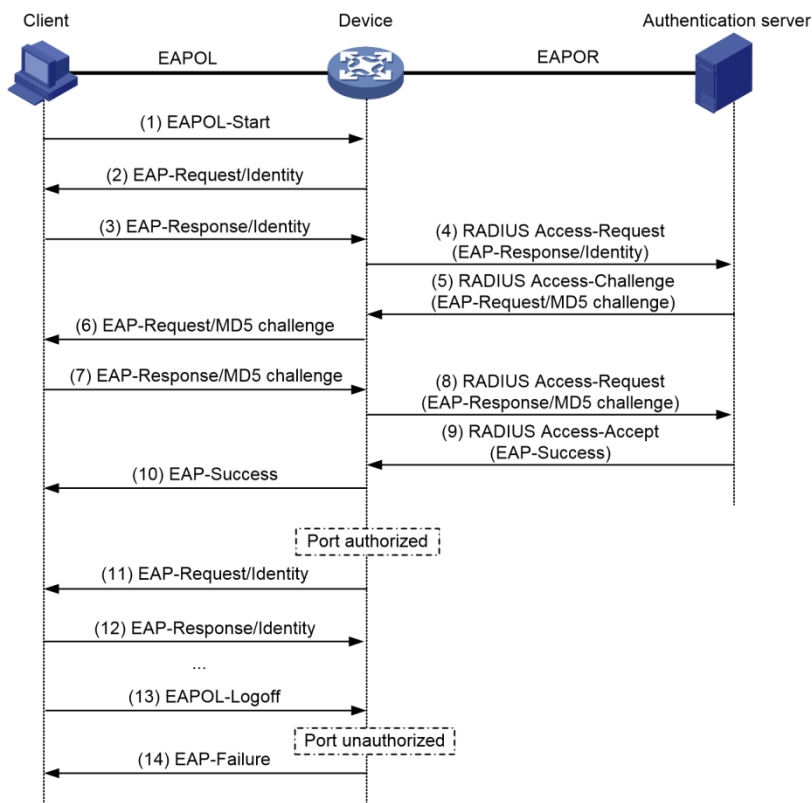 Client
Device
Authentication server
EAPOL
EAPOR
(1) EAPOL-Start
(2) EAP-Request/Identity
(3) EAP-Response/Identity
(4) RADIUS Access-Request
(EAP-Response/Identity)
(5) RADIUS Access-Challenge
(EAP-Request/MD5 challenge)
(6) EAP-Request/MD5 challenge
(7) EAP-Response/MD5 challenge
(8) RADIUS Access-Request
(EAP-Response/MD5 challenge)
(9) RADIUS Access-Accept
(EAP-Success)
(10) EAP-Success
Port authorized
(11) EAP-Request/Identity
(12) EAP-Response/Identity
...
(13) EAPOL-Logoff
Port unauthorized
(14) EAP-Failure